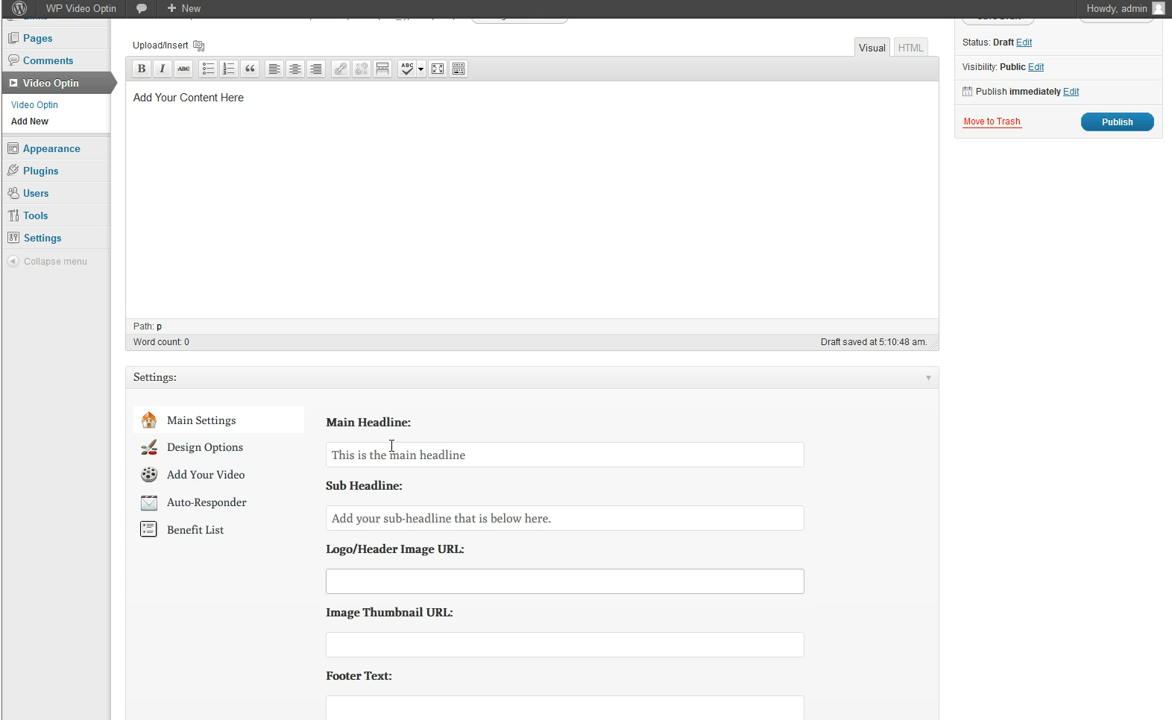 WP Video Optin
New
Howdy, admin
Pages
Comments
Video Optin
Video Optin
Add New
Appearance
Plugins
Users
Tools
Settings
Collapse menu
Upload/Insert
Visual
HTML
B I ABC ABC
Add Your Content Here
Path: p
Word count: 0
Draft saved at 5:10:48 am.
Status: Draft Edit
Visibility: Public Edit
Publish immediately Edit
Move to Trash
Publish
Settings:
Main Settings
Design Options
Add Your Video
Auto-Responder
Benefit List
Main Headline:
This is the main headline
Sub Headline:
Add your sub-headline that is below here.
Logo/Header Image URL:
Image Thumbnail URL:
Footer Text: